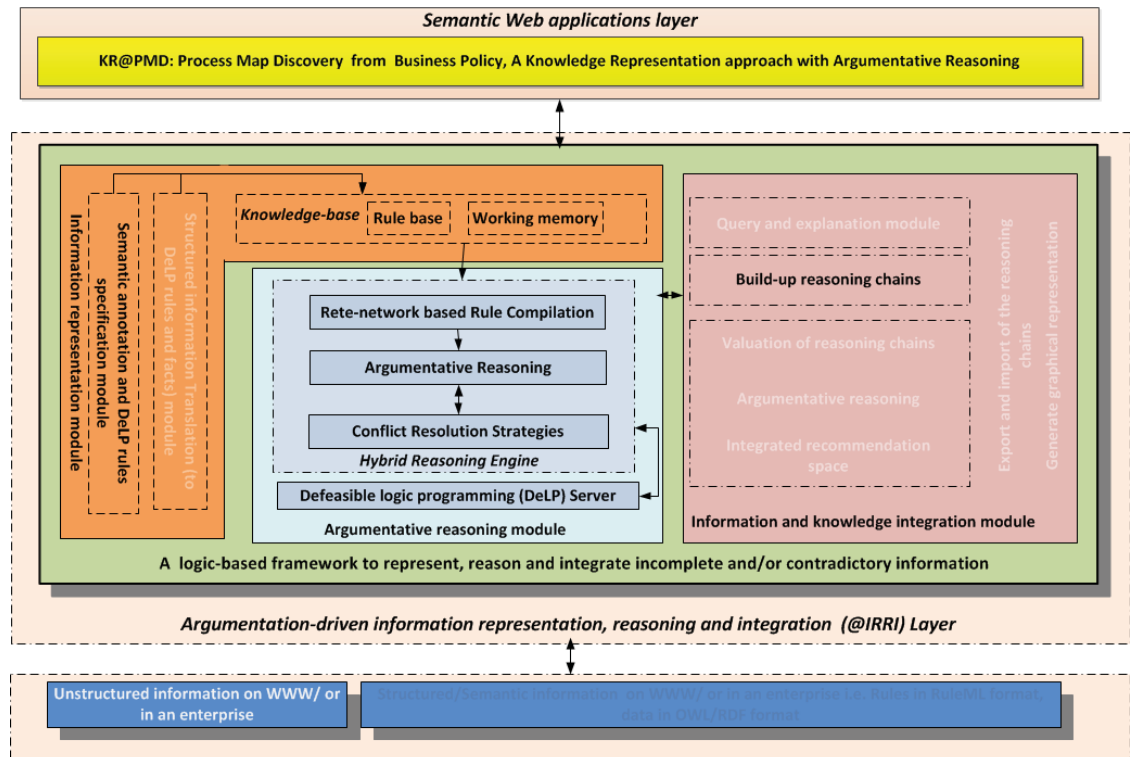 Semantic Web applications layer
KR@PMD: Process Map Discovery from Business Policy, A Knowledge Representation approach with Argumentative Reasoning
Information representation module
Semantic annotation and DeLP rules
specification module
Structured information Translation (to
DeLP rules and facts) module
Knowledge-base
Rule base
Working memory
Rete-network based Rule Compilation
Argumentative Reasoning
Conflict Resolution Strategies
Hybrid Reasoning Engine
Defeasible logic programming (DeLP) Server
Argumentative reasoning module
Query and explanation module
Build-up reasoning chains
Valuation of reasoning chains
Argumentative reasoning
Integrated recommendation
space
Export and import of the reasoning
chains
Generate graphical representation
Information and knowledge integration module
A logic-based framework to represent, reason and integrate incomplete and/or contradictory information
Argumentation-driven information representation, reasoning and integration (@IRRI) Layer
Unstructured information on WWW/ or
in an enterprise
Structured/Semantic information on WWW/ or in an enterprise i.e. Rules in RuleML format,
data in OWL/RDF format